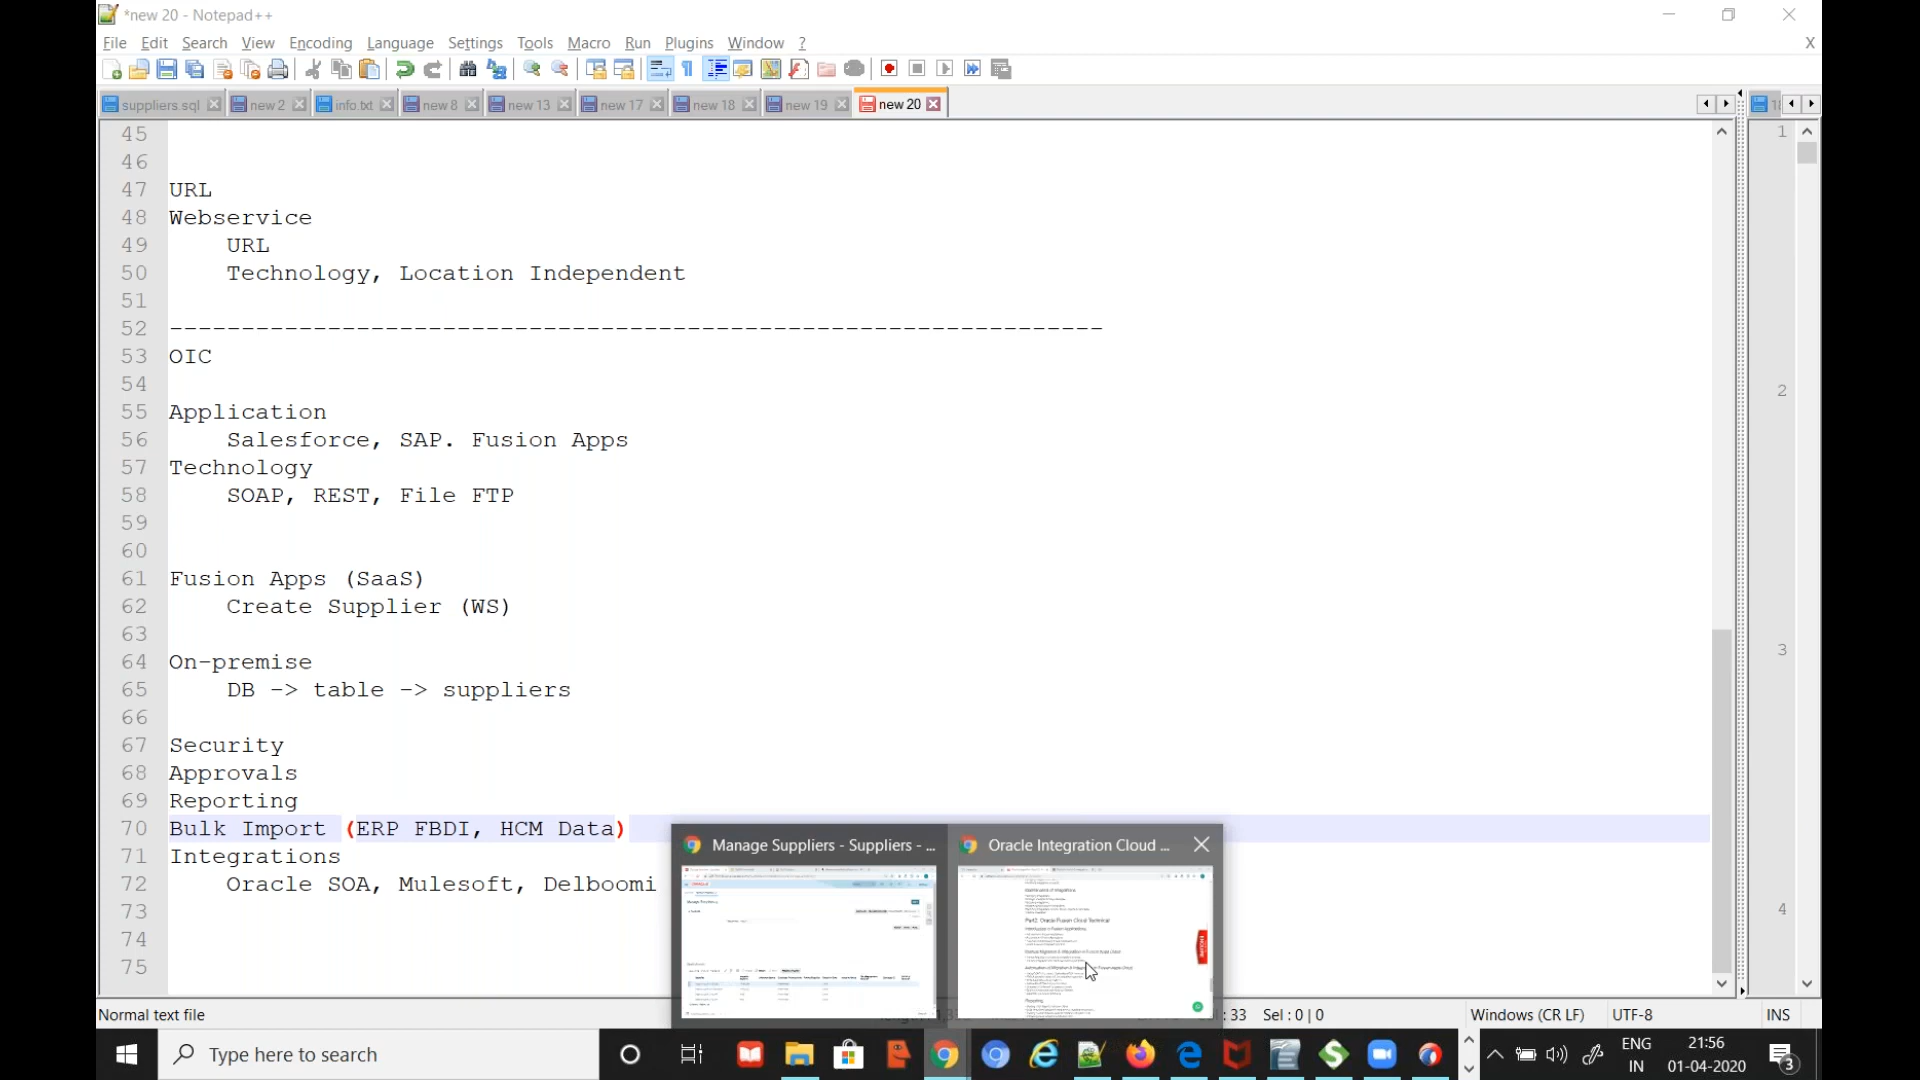 *new 20 - Notepad++
File Edit Search View Encoding Language Settings Tools Macro Run Plugins Window ?
X
suppliers.sql new 2 info.txt new 8 new 13 new 17 new 18 new 19 new 20
45
46
47 URL
48 Webservice
49 URL
50 Technology, Location Independent
51
52 -----------------------------------------------------------------
53 OIC
54
55 Application
56 Salesforce, SAP. Fusion Apps
57 Technology
58 SOAP, REST, File FTP
59
60
61 Fusion Apps (SaaS)
62 Create Supplier (WS)
63
64 On-premise
65 DB -> table -> suppliers
66
67 Security
68 Approvals
69 Reporting
70 Bulk Import (ERP FBDI, HCM Data)
71 Integrations
72 Oracle SOA, Mulesoft, Delboomi
73
74
75
1
2
3
4
Manage Suppliers - Suppliers - ...
Oracle Integration Cloud ...
Part2: Oracle Fusion Cloud Technical
Normal text file
33 Sel : 0 | 0
Windows (CR LF) UTF-8 INS
Type here to search
ENG
IN
21:56
01-04-2020
3